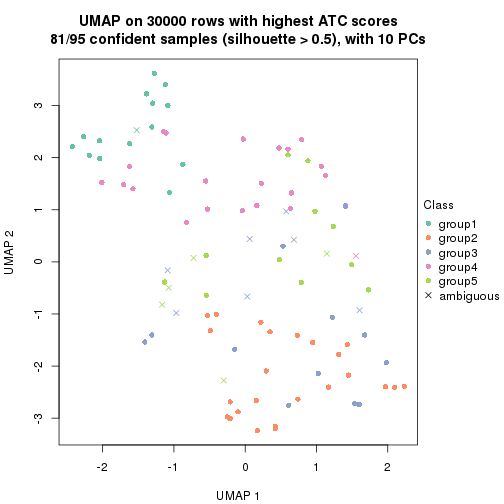 UMAP on 30000 rows with highest ATC scores
81/95 confident samples (silhouette > 0.5), with 10 PCs
UMAP 2
3
2
1
0
-1
-2
-3
-2
-1
0
1
2
UMAP 1
Class
group1
group2
group3
group4
group5
ambiguous